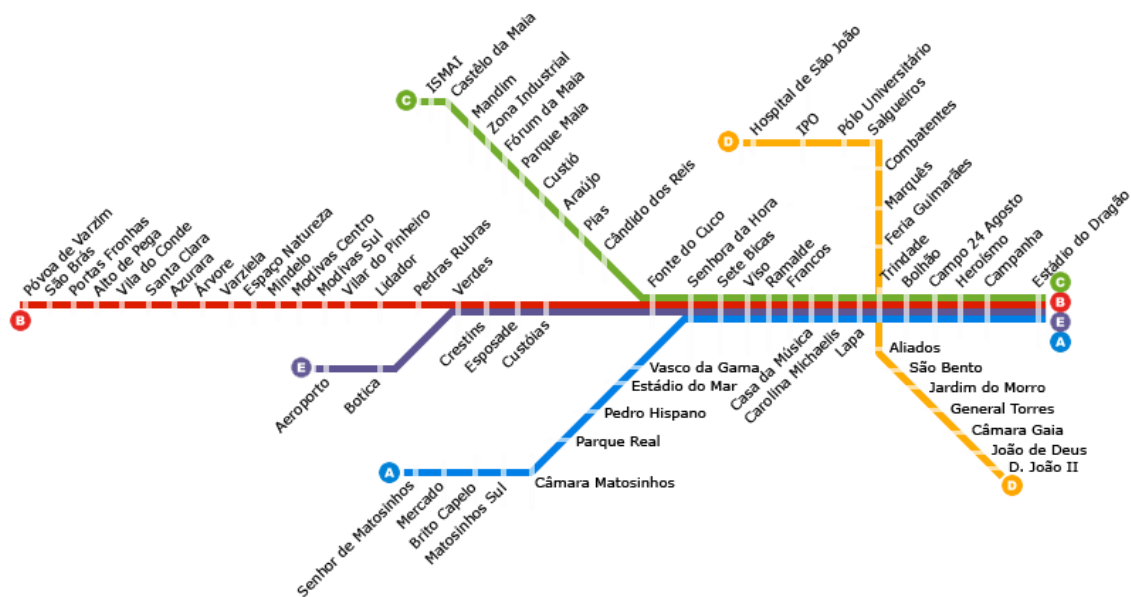 C
ISMAI
Castêlo da Maia
Mandim
Zona Industrial
Fórum da Maia
Parque Maia
Custió
Araújo
Pias
Cândido dos Reis
D
Hospital de São João
IPO
Pólo Universitário
Salgueiros
Combatentes
Marquês
Feria Guimarães
Trindade
Bolhão
Campo 24 Agosto
Heroísmo
Campanha
Estádio do Dragão
Póvoa de Varzim
São Brás
Portas Fronhas
Alto de Pega
Vila do Conde
Santa Clara
Azurara
Árvore
Varziela
Espaço Natureza
Mindelo
Modivas Centro
Modivas Sul
Vilar do Pinheiro
Lidador
Pedras Rubras
Verdes
Fonte do Cuco
Senhora da Hora
Sete Bicas
Viso
Ramalde
Francos
C
B
E
A
B
E
Aeroporto
Botica
Crestins
Esposade
Custóias
Casa da Música
Carolina Michaelis
Lapa
Vasco da Gama
Estádio do Mar
Pedro Hispano
Parque Real
Câmara Matosinhos
A
Senhor de Matosinhos
Mercado
Brito Capelo
Matosinhos Sul
Aliados
São Bento
Jardim do Morro
General Torres
Câmara Gaia
João de Deus
D. João II
D